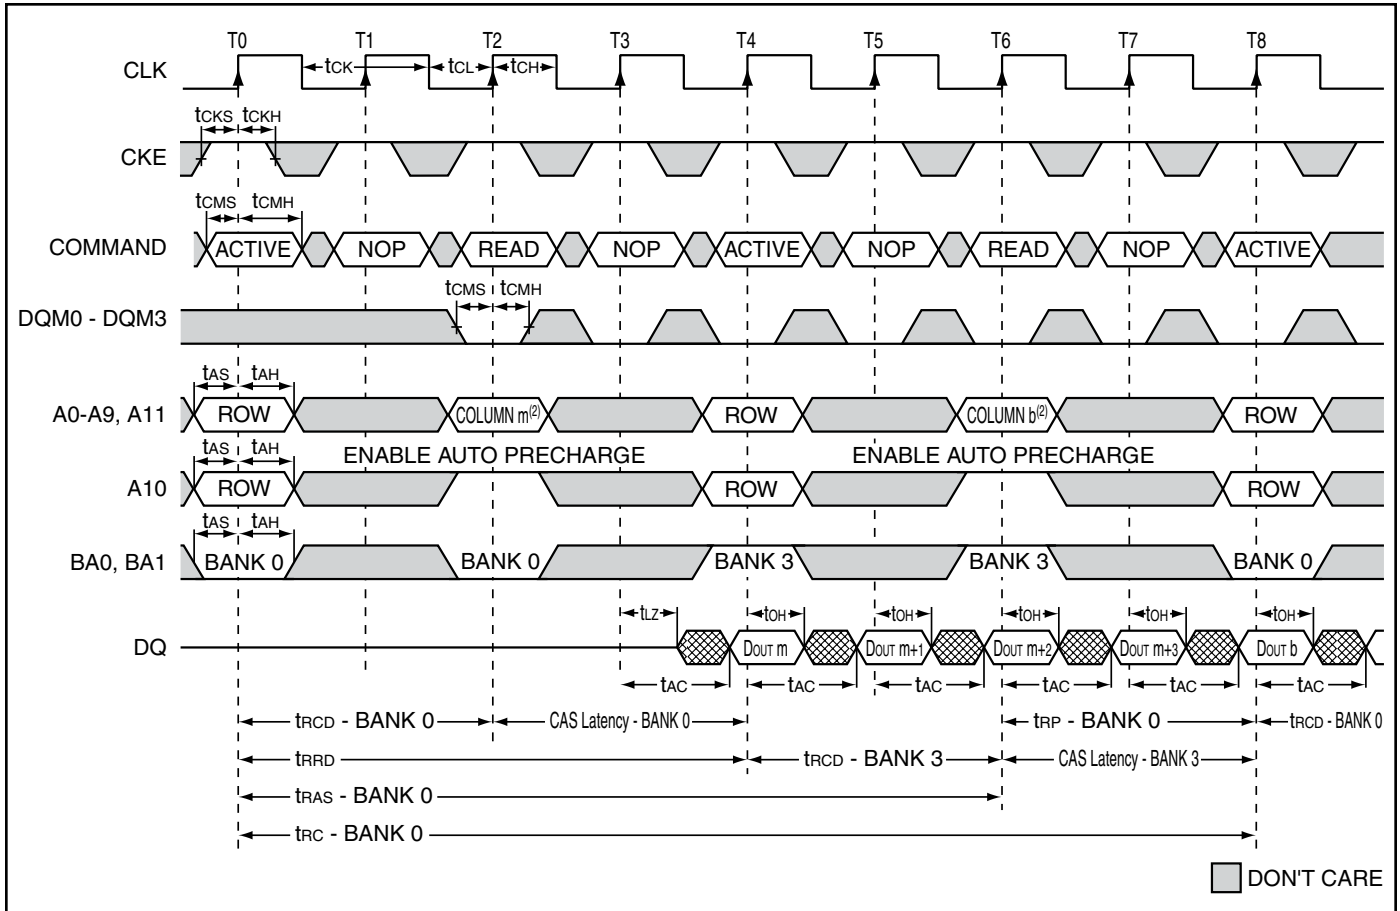 T0 T1 T2 T3 T4 T5 T6 T7 T8
CLK tCK tCL tCH
tCKS tCKH
CKE
tCMS tCMH
COMMAND ACTIVE NOP READ NOP ACTIVE NOP READ NOP ACTIVE
tCMS tCMH
DQM0 - DQM3
tAS tAH
A0-A9, A11 ROW COLUMN m(2) ROW COLUMN b(2) ROW
tAS tAH ENABLE AUTO PRECHARGE ENABLE AUTO PRECHARGE
A10 ROW ROW ROW
tAS tAH
BA0, BA1 BANK 0 BANK 0 BANK 3 BANK 3 BANK 0
tLZ tOH tOH tOH tOH tOH
DQ DOUT m DOUT m+1 DOUT m+2 DOUT m+3 DOUT b
tAC tAC tAC tAC tAC tAC
tRCD - BANK 0 CAS Latency - BANK 0 tRP - BANK 0 tRCD - BANK 0
tRRD tRCD - BANK 3 CAS Latency - BANK 3
tRAS - BANK 0
tRC - BANK 0
DON'T CARE